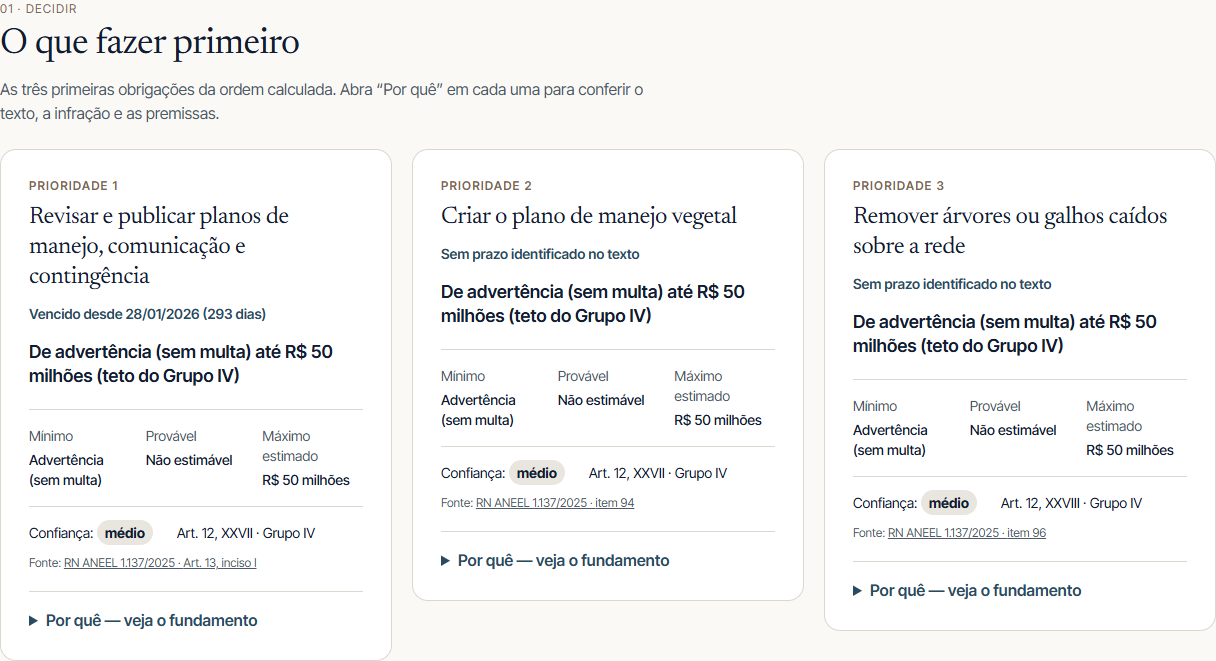 01 · DECIDIR
O que fazer primeiro
As três primeiras obrigações da ordem calculada. Abra “Por quê” em cada uma para conferir o
texto, a infração e as premissas.
PRIORIDADE 1
Revisar e publicar planos de
manejo, comunicação e
contingência
Vencido desde 28/01/2026 (293 dias)
De advertência (sem multa) até R$ 50
milhões (teto do Grupo IV)
Mínimo
Advertência
(sem multa)
Provável
Não estimável
Máximo
estimado
R$ 50 milhões
Confiança: médio Art. 12, XXVII · Grupo IV
Fonte: RN ANEEL 1.137/2025 · Art. 13, inciso I
▶ Por quê — veja o fundamento
PRIORIDADE 2
Criar o plano de manejo vegetal
Sem prazo identificado no texto
De advertência (sem multa) até R$ 50
milhões (teto do Grupo IV)
Mínimo
Advertência
(sem multa)
Provável
Não estimável
Máximo
estimado
R$ 50 milhões
Confiança: médio Art. 12, XXVII · Grupo IV
Fonte: RN ANEEL 1.137/2025 · item 94
▶ Por quê — veja o fundamento
PRIORIDADE 3
Remover árvores ou galhos caídos
sobre a rede
Sem prazo identificado no texto
De advertência (sem multa) até R$ 50
milhões (teto do Grupo IV)
Mínimo
Advertência
(sem multa)
Provável
Não estimável
Máximo
estimado
R$ 50 milhões
Confiança: médio Art. 12, XXVIII · Grupo IV
Fonte: RN ANEEL 1.137/2025 · item 96
▶ Por quê — veja o fundamento